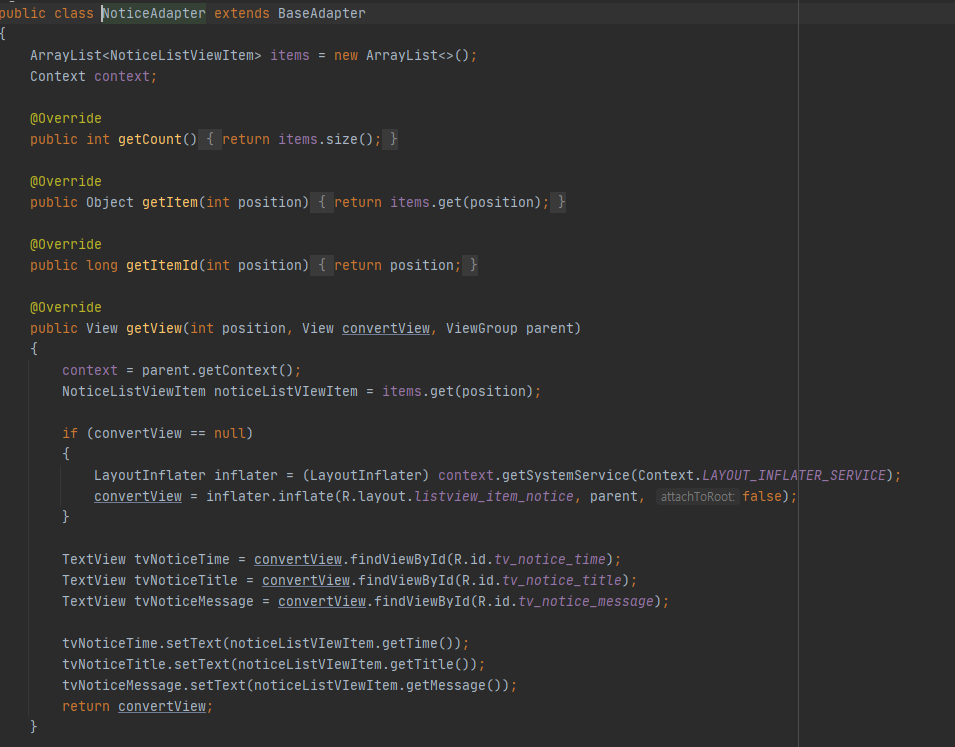 public class NoticeAdapter extends BaseAdapter
{
    ArrayList<NoticeListViewItem> items = new ArrayList<>();
    Context context;

    @Override
    public int getCount() { return items.size(); }

    @Override
    public Object getItem(int position) { return items.get(position); }

    @Override
    public long getItemId(int position) { return position; }

    @Override
    public View getView(int position, View convertView, ViewGroup parent)
    {
        context = parent.getContext();
        NoticeListViewItem noticeListVIewItem = items.get(position);

        if (convertView == null)
        {
            LayoutInflater inflater = (LayoutInflater) context.getSystemService(Context.LAYOUT_INFLATER_SERVICE);
            convertView = inflater.inflate(R.layout.listview_item_notice, parent, attachToRoot: false);
        }

        TextView tvNoticeTime = convertView.findViewById(R.id.tv_notice_time);
        TextView tvNoticeTitle = convertView.findViewById(R.id.tv_notice_title);
        TextView tvNoticeMessage = convertView.findViewById(R.id.tv_notice_message);

        tvNoticeTime.setText(noticeListVIewItem.getTime());
        tvNoticeTitle.setText(noticeListVIewItem.getTitle());
        tvNoticeMessage.setText(noticeListVIewItem.getMessage());
        return convertView;
    }